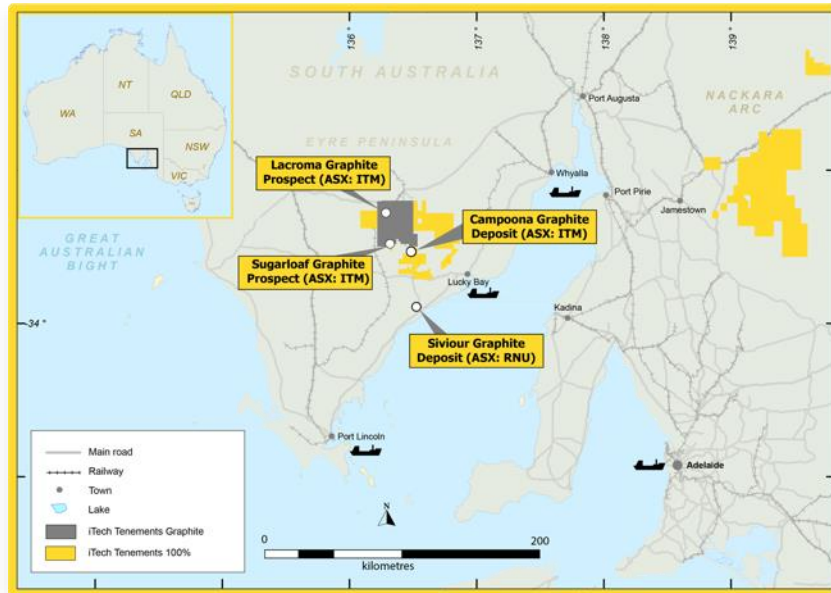 136
137
138
139
NT
QLD
WA
SA
NSW
VIC
SOUTH AUSTRALIA
Port Augusta
NACKARA
ARC
EYRE PENINSULA
Lacroma Graphite
Prospect (ASX: ITM)
Whyalla
Port Pirie
Jamestown
Campoona Graphite
Deposit (ASX: ITM)
GREAT
AUSTRALIAN
BIGHT
Sugarloaf Graphite
Prospect (ASX: ITM)
Lucky Bay
Kadina
-34°
-34°
Siviour Graphite
Deposit (ASX: RNU)
Port Lincoln
Adelaide
Main road
Railway
Town
Lake
iTech Tenements Graphite
iTech Tenements 100%
N
0
200
kilometres